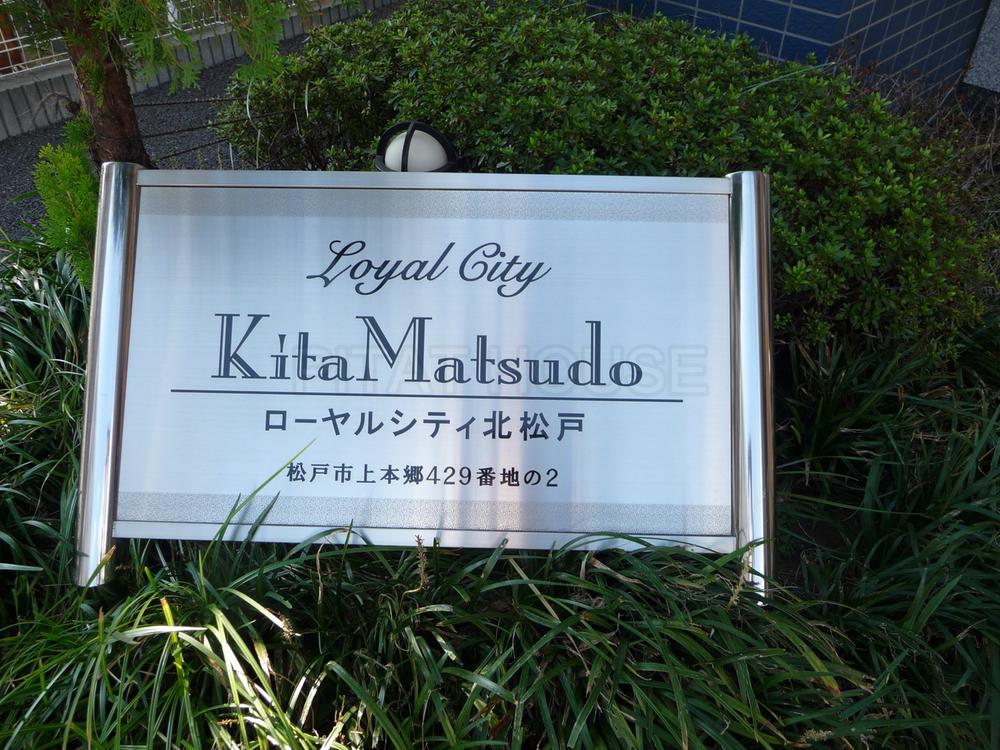 Loyal City
KitaMatsudo
ローヤルシティ北松戸
松戸市上本郷429番地の2